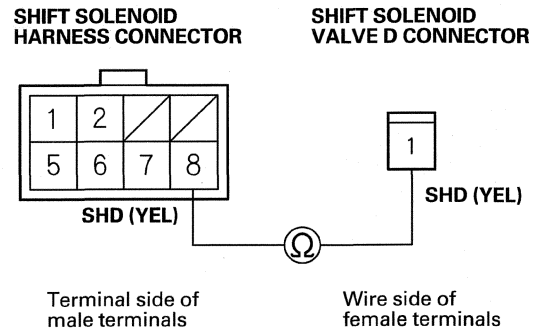 SHIFT SOLENOID
HARNESS CONNECTOR
SHIFT SOLENOID
VALVE D CONNECTOR
1 2
5 6 7 8
1
SHD (YEL)
SHD (YEL)
Ω
Terminal side of
male terminals
Wire side of
female terminals